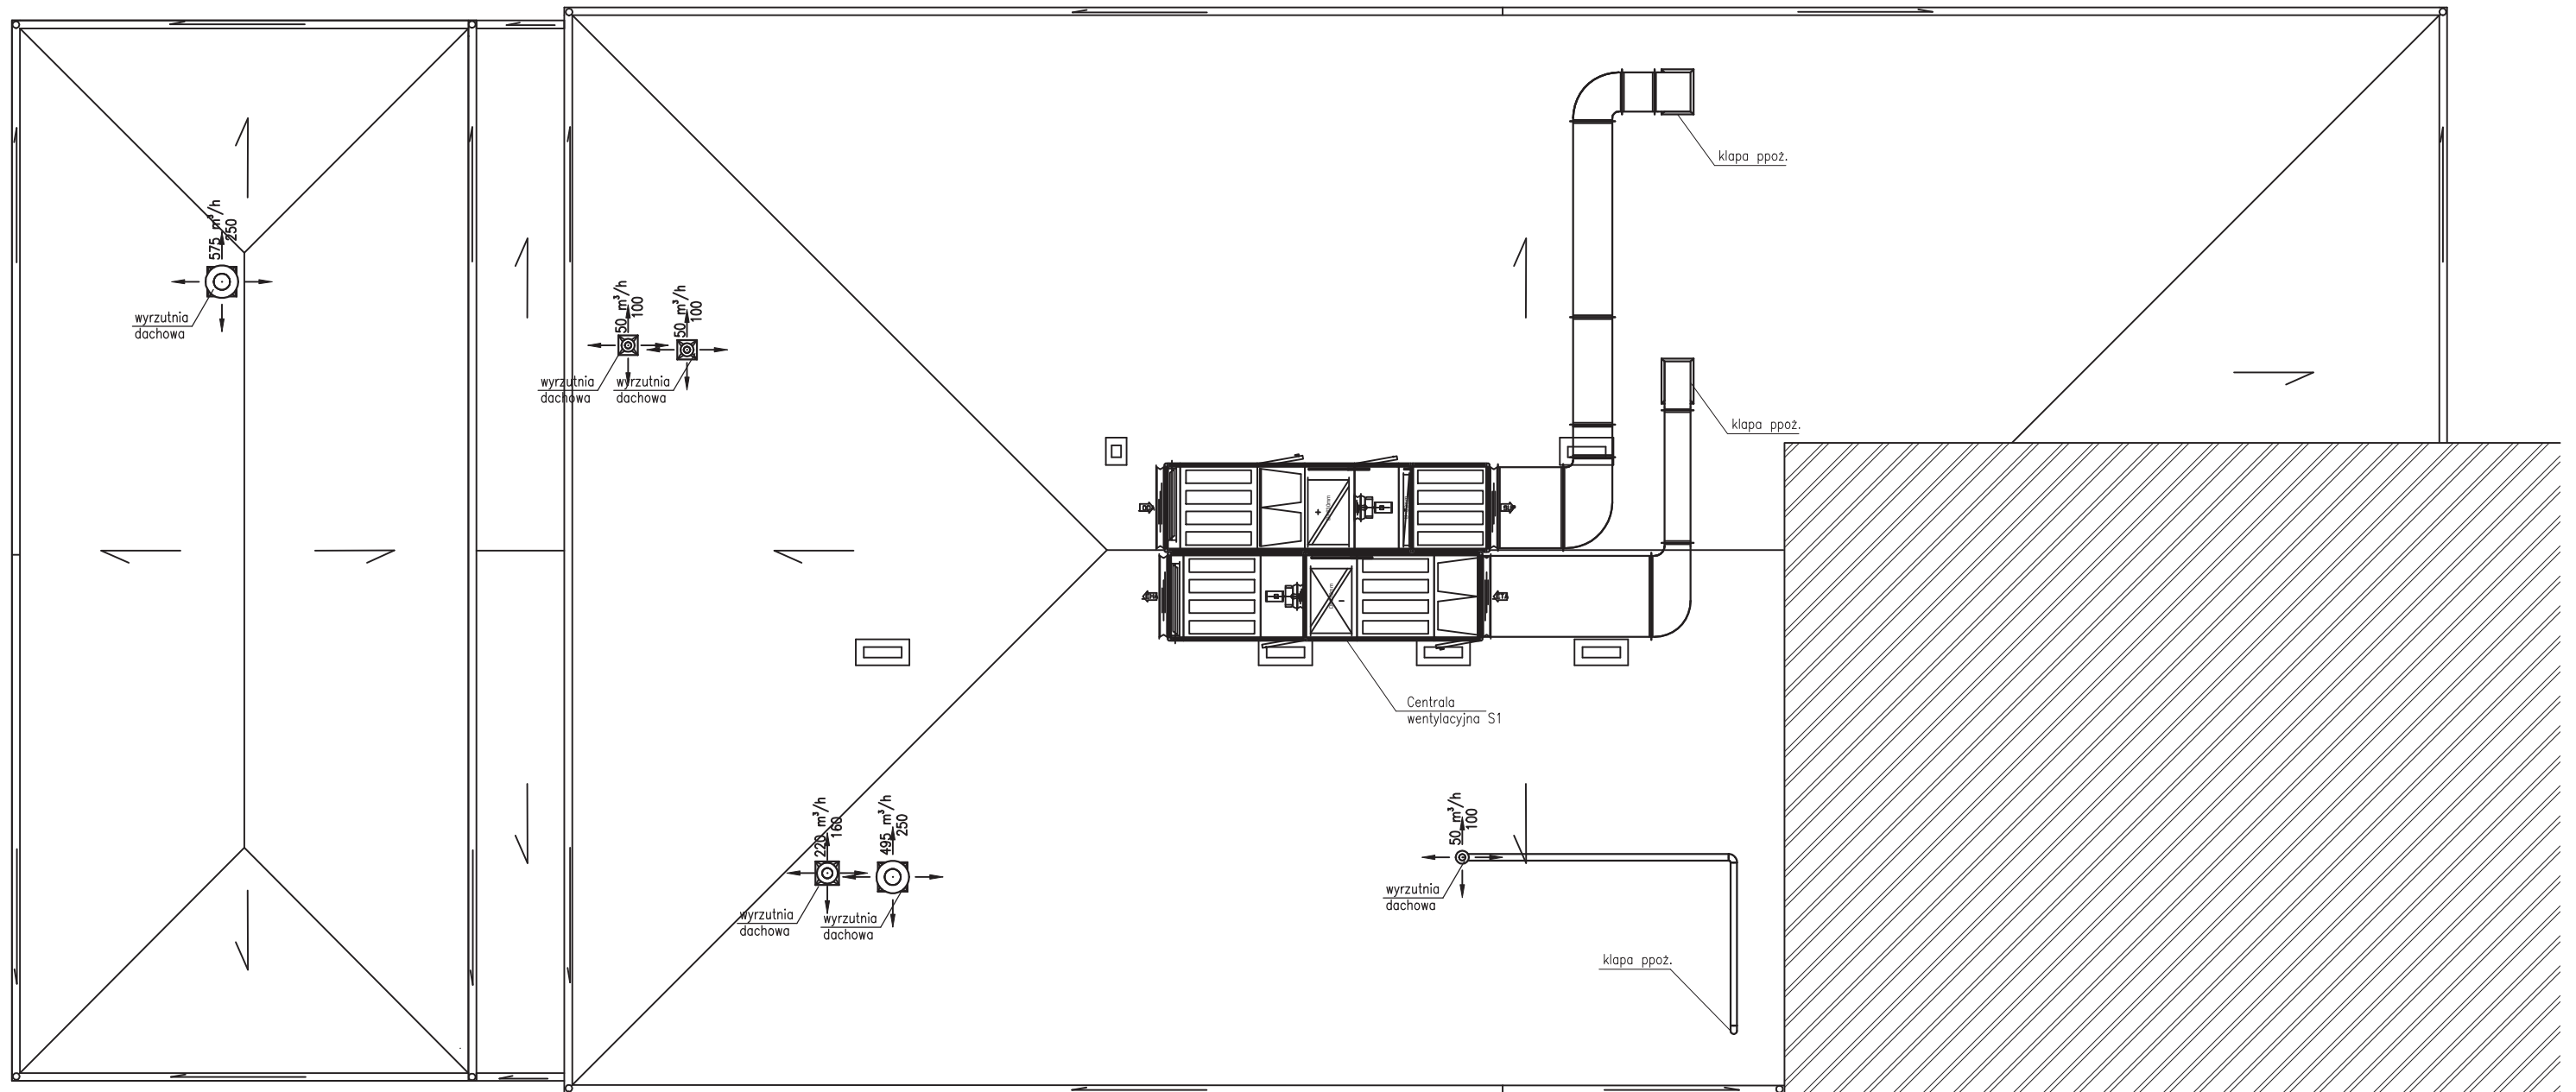 575 m³/h
250
wyrzutnia
dachowa
50 m³/h
100
wyrzutnia
dachowa
50 m³/h
100
wyrzutnia
dachowa
klapa ppoż.
klapa ppoż.
Centrala
wentylacyjna S1
220 m³/h
160
wyrzutnia
dachowa
495 m³/h
250
wyrzutnia
dachowa
50 m³/h
100
wyrzutnia
dachowa
klapa ppoż.